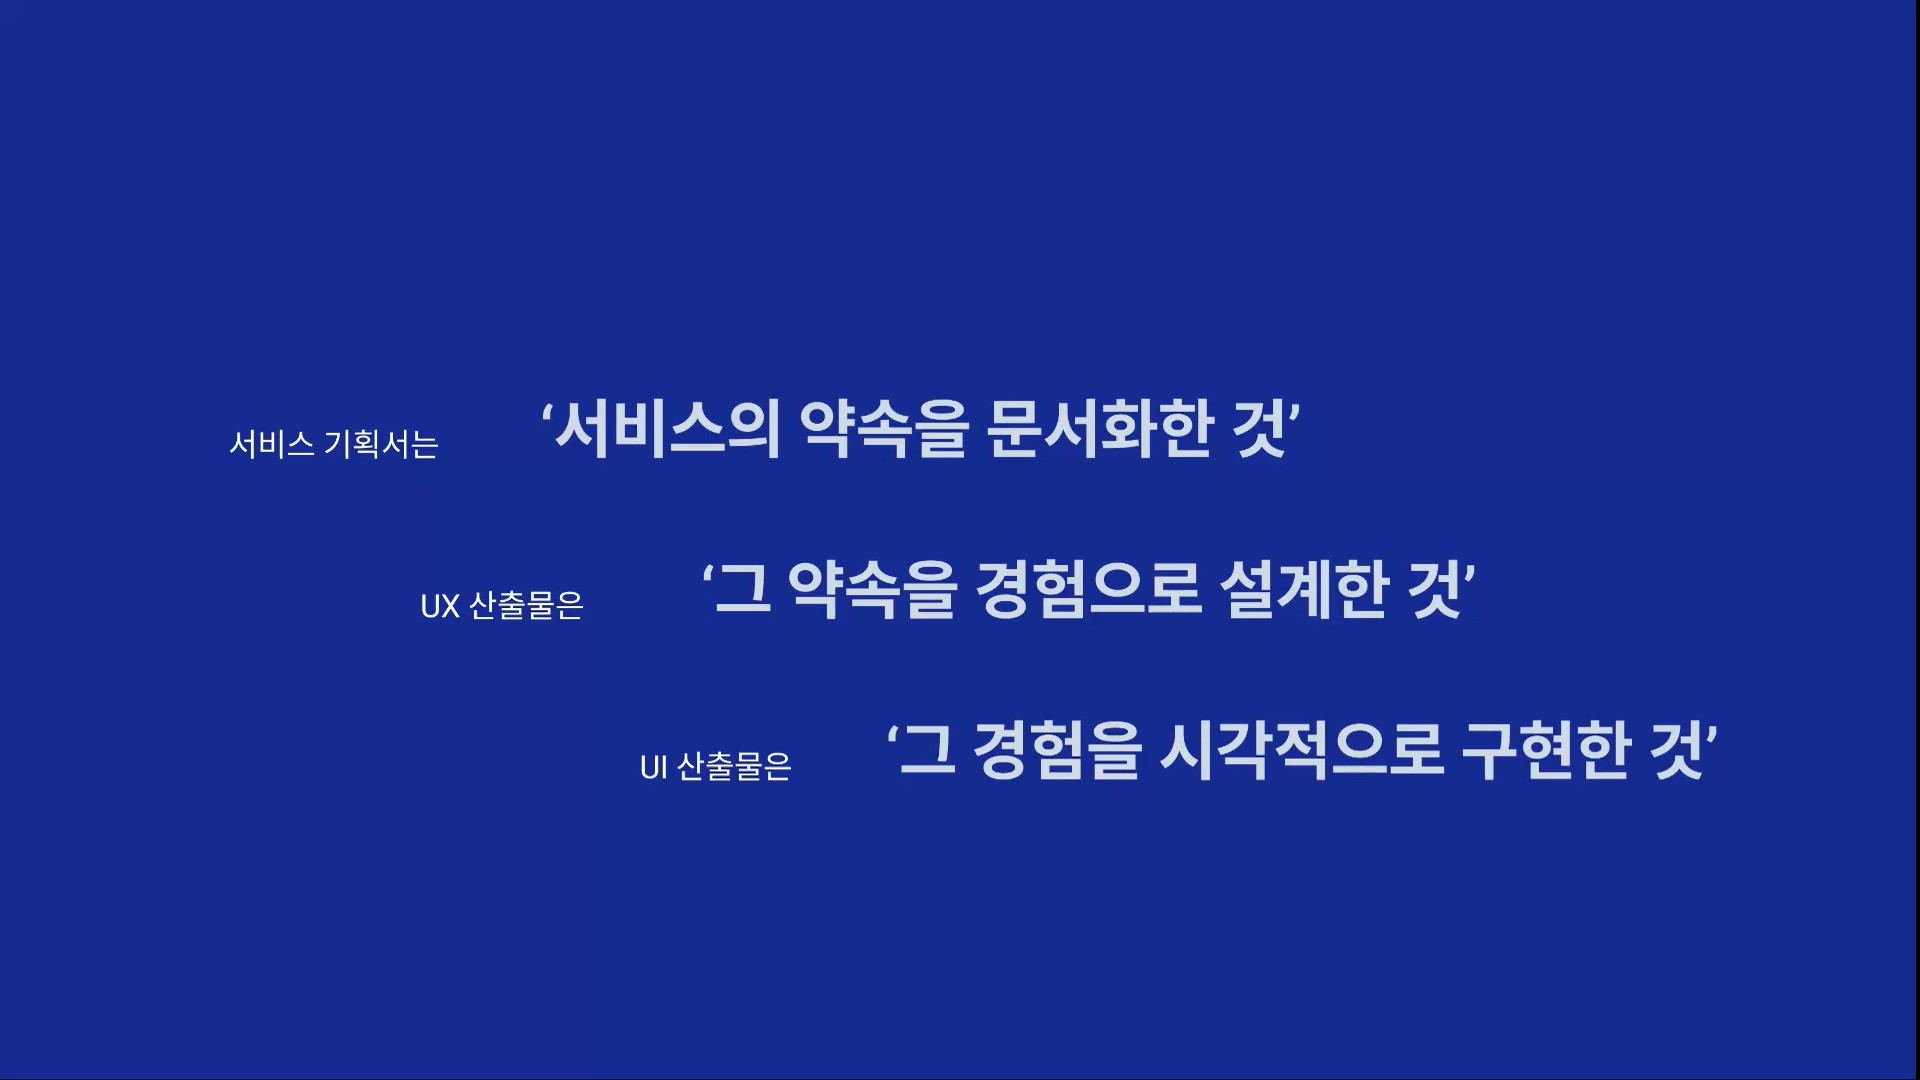 서비스 기획서는 ‘서비스의 약속을 문서화한 것’
UX 산출물은 ‘그 약속을 경험으로 설계한 것’
UI 산출물은 ‘그 경험을 시각적으로 구현한 것’